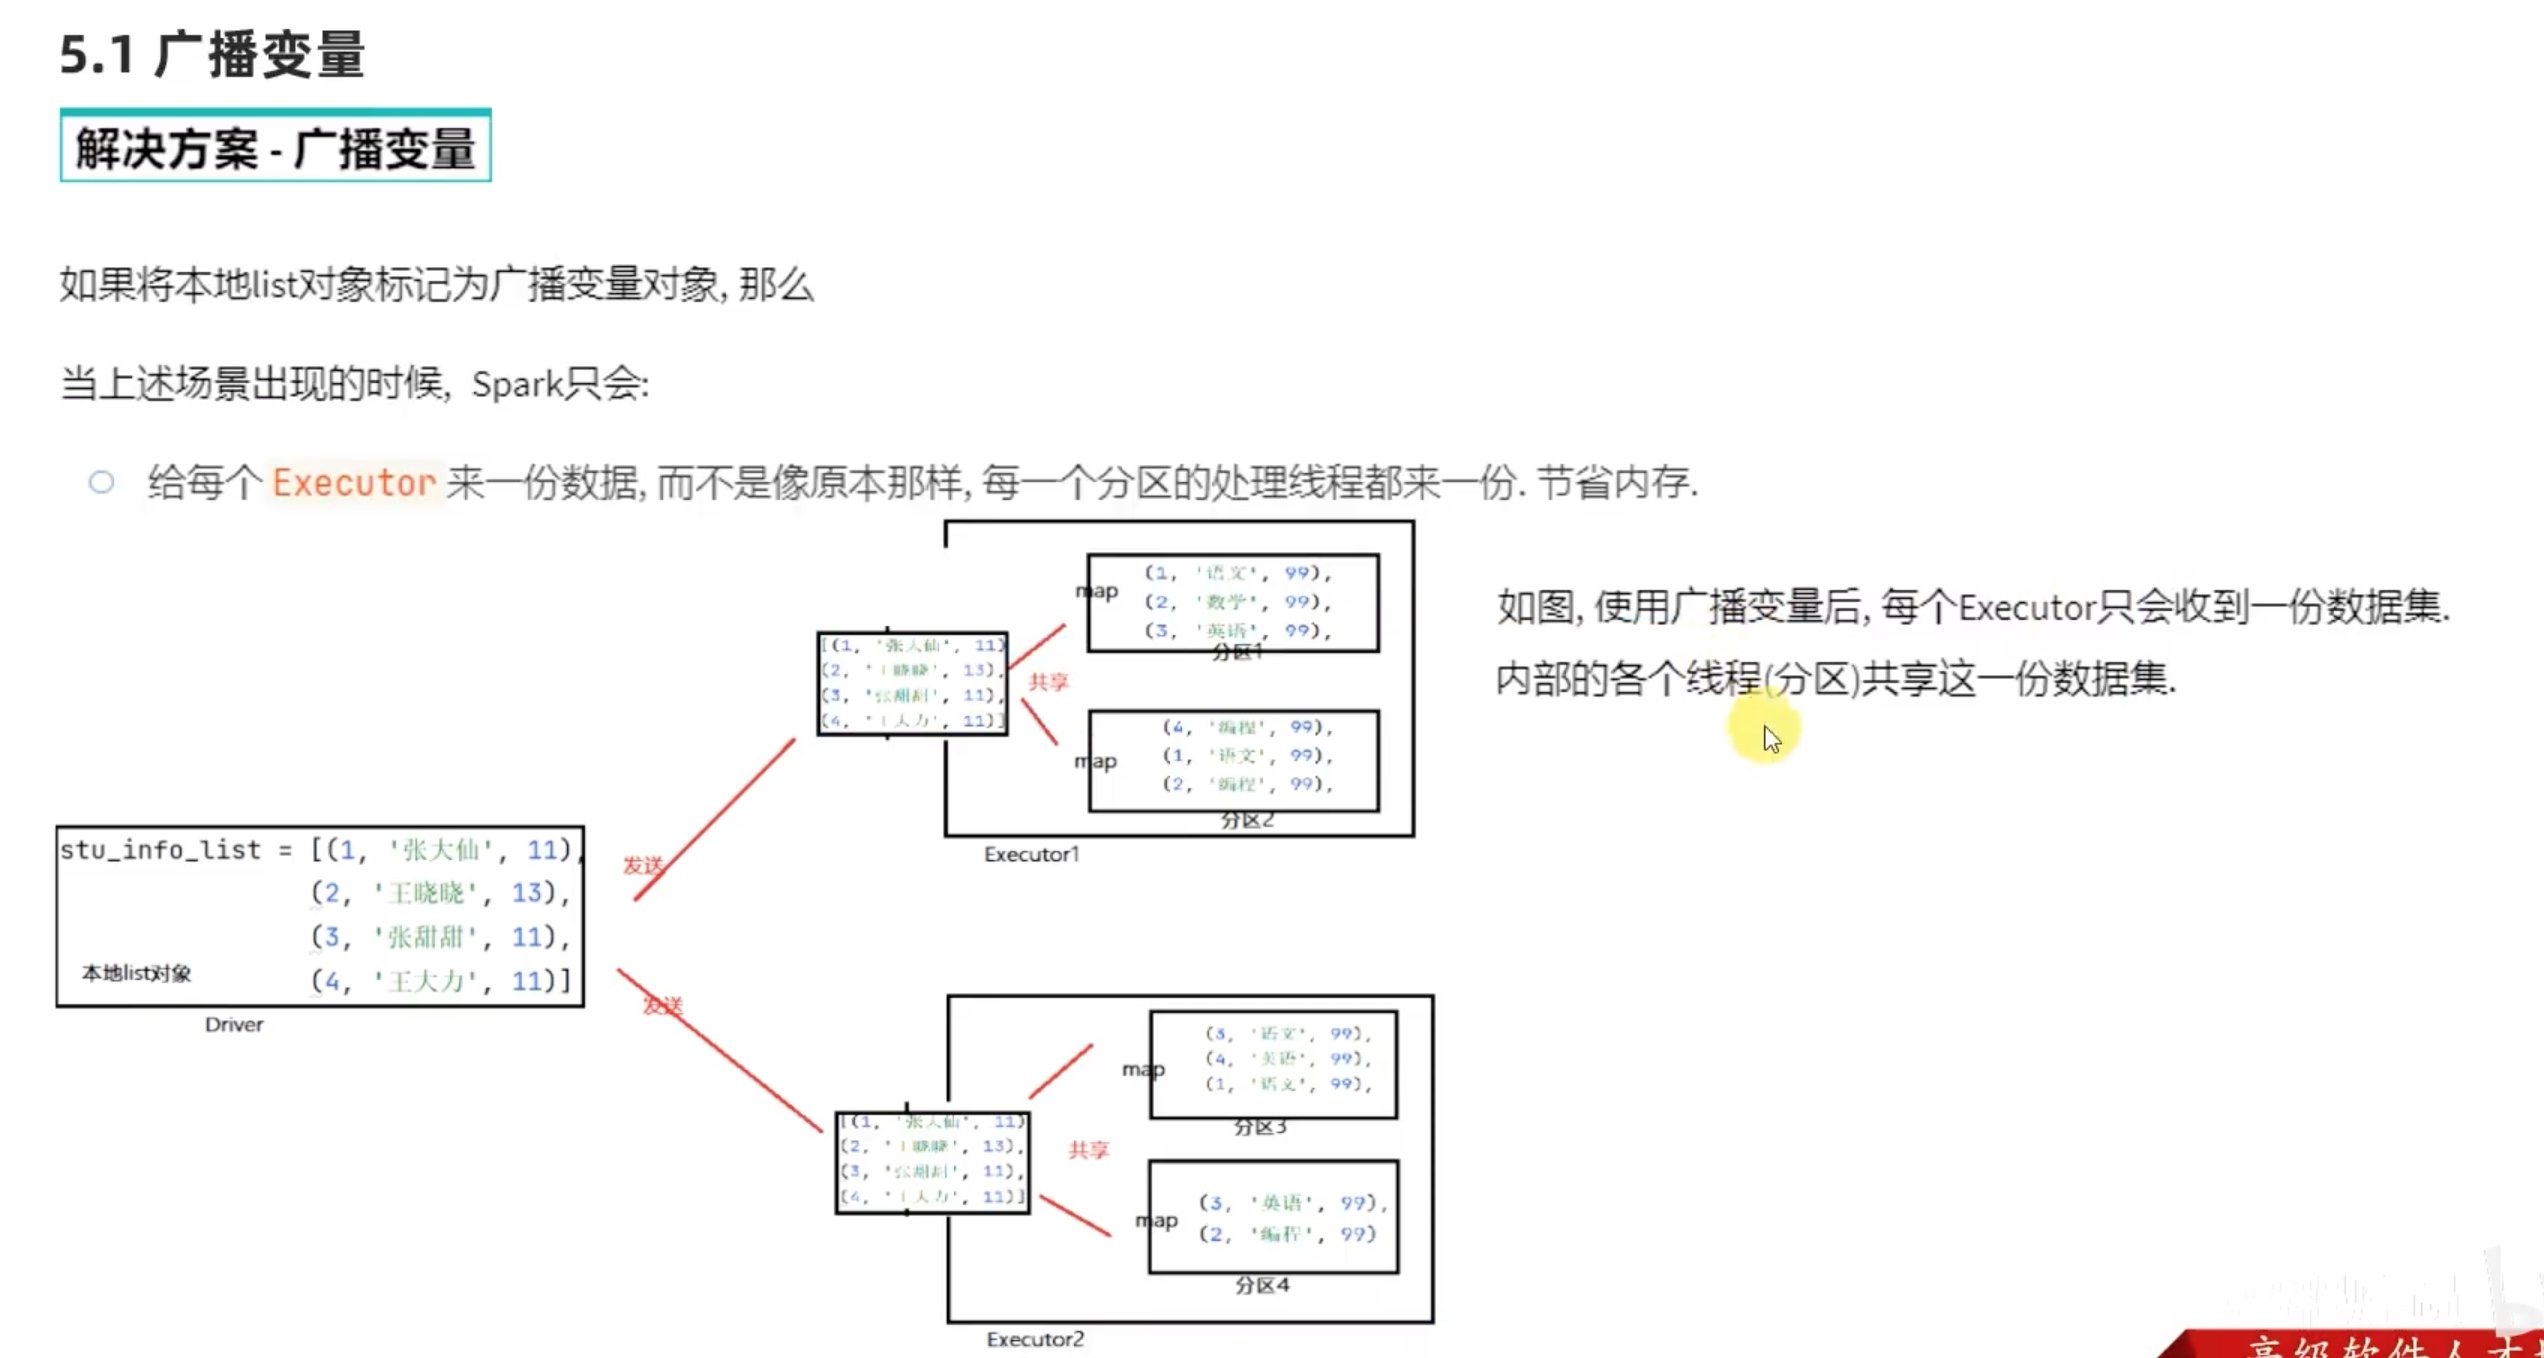 5.1 广播变量
解决方案 - 广播变量
如果将本地list对象标记为广播变量对象, 那么
当上述场景出现的时候, Spark只会:
给每个 Executor 来一份数据, 而不是像原本那样, 每一个分区的处理线程都来一份. 节省内存.
如图, 使用广播变量后, 每个Executor只会收到一份数据集.
内部的各个线程(分区)共享这一份数据集.
stu_info_list = [(1, '张大仙', 11),
(2, '王晓晓', 13),
(3, '张甜甜', 11),
(4, '王大力', 11)]
本地list对象
Driver
发送
发送
[(1, '张大仙', 11)
(2, '王晓晓', 13),
(3, '张甜甜', 11),
(4, '王大力', 11)]
共享
map
(1, '语文', 99),
(2, '数学', 99),
(3, '英语', 99),
分区1
map
(4, '编程', 99),
(1, '语文', 99),
(2, '编程', 99),
分区2
Executor1
[(1, '张大仙', 11)
(2, '王晓晓', 13),
(3, '张甜甜', 11),
(4, '王大力', 11)]
共享
map
(3, '语文', 99),
(4, '英语', 99),
(1, '语文', 99),
分区3
map
(3, '英语', 99),
(2, '编程', 99)
分区4
Executor2
高级软件人才